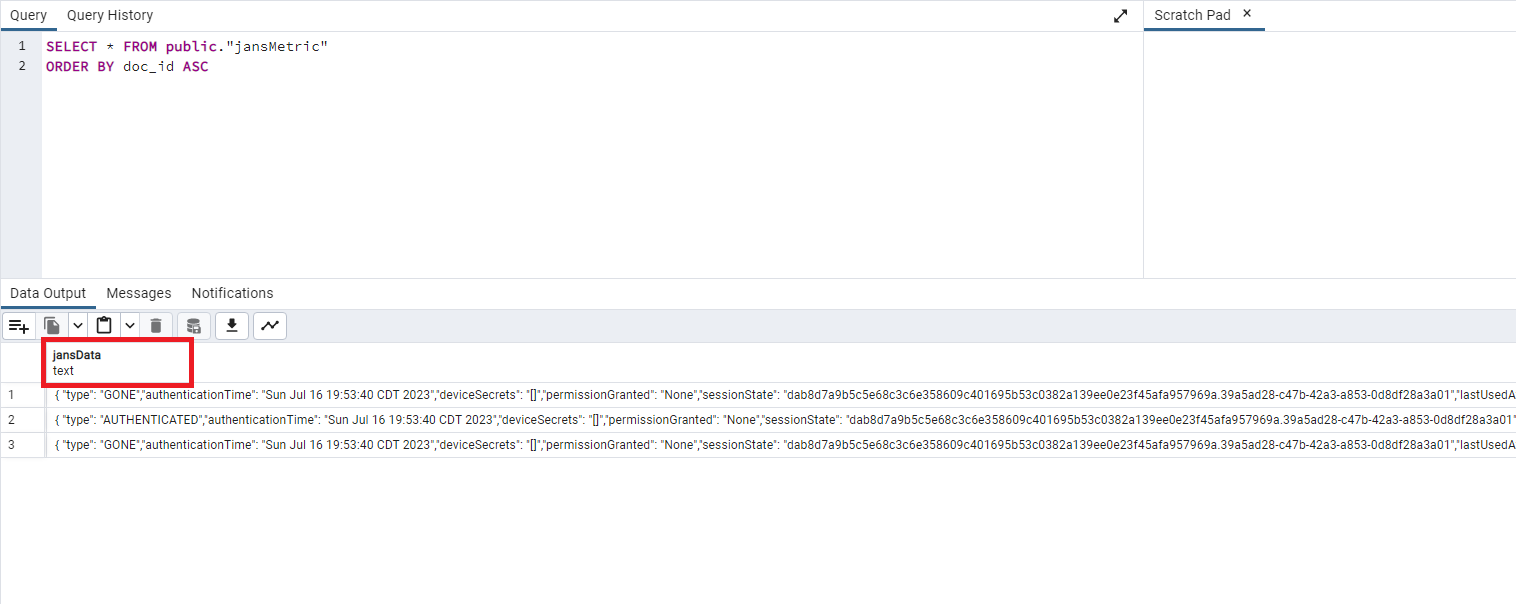 Query Query History Scratch Pad ×
1 SELECT * FROM public."jansMetric"
2 ORDER BY doc_id ASC
Data Output Messages Notifications
jansData
text
1 { "type": "GONE","authenticationTime": "Sun Jul 16 19:53:40 CDT 2023","deviceSecrets": "[]","permissionGranted": "None","sessionState": "dab8d7a9b5c5e68c3c6e358609c401695b53c0382a139ee0e23f45afa957969a.39a5ad28-c47b-42a3-a853-0d8df28a3a01","lastUsedA
2 { "type": "AUTHENTICATED","authenticationTime": "Sun Jul 16 19:53:40 CDT 2023","deviceSecrets": "[]","permissionGranted": "None","sessionState": "dab8d7a9b5c5e68c3c6e358609c401695b53c0382a139ee0e23f45afa957969a.39a5ad28-c47b-42a3-a853-0d8df28a3a01"
3 { "type": "GONE","authenticationTime": "Sun Jul 16 19:53:40 CDT 2023","deviceSecrets": "[]","permissionGranted": "None","sessionState": "dab8d7a9b5c5e68c3c6e358609c401695b53c0382a139ee0e23f45afa957969a.39a5ad28-c47b-42a3-a853-0d8df28a3a01","lastUsedA